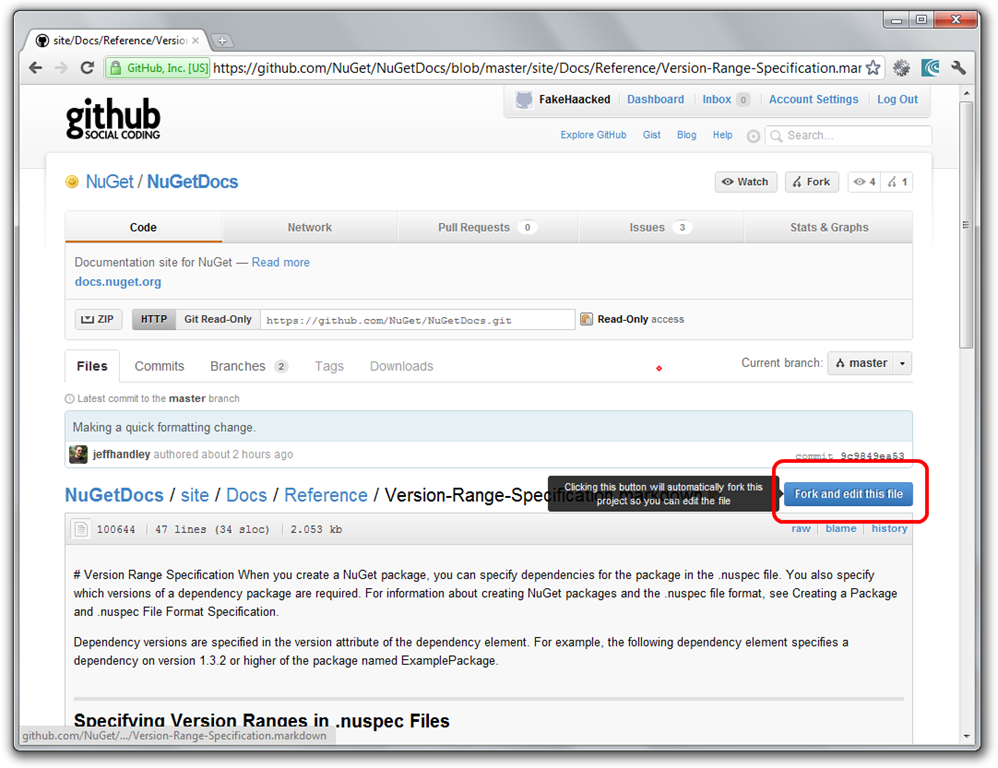 site/Docs/Reference/Versio
GitHub, Inc. [US] https://github.com/NuGet/NuGetDocs/blob/master/site/Docs/Reference/Version-Range-Specification.mar
github
SOCIAL CODING
FakeHaacked Dashboard Inbox 0 Account Settings Log Out
Explore GitHub Gist Blog Help Search...
NuGet / NuGetDocs
Watch Fork 4 1
Code Network Pull Requests 0 Issues 3 Stats & Graphs
Documentation site for NuGet — Read more
docs.nuget.org
ZIP HTTP Git Read-Only https://github.com/NuGet/NuGetDocs.git Read-Only access
Files Commits Branches 2 Tags Downloads Current branch: master
Latest commit to the master branch
Making a quick formatting change.
jeffhandley authored about 2 hours ago
commit 9c9849ea53
NuGetDocs / site / Docs / Reference / Version-Range-Specification.markdown
Clicking this button will automatically fork this
project so you can edit the file
Fork and edit this file
100644 47 lines (34 sloc) 2.053 kb raw blame history
# Version Range Specification When you create a NuGet package, you can specify dependencies for the package in the .nuspec file. You also specify
which versions of a dependency package are required. For information about creating NuGet packages and the .nuspec file format, see Creating a Package
and .nuspec File Format Specification.
Dependency versions are specified in the version attribute of the dependency element. For example, the following dependency element specifies a
dependency on version 1.3.2 or higher of the package named ExamplePackage.
Specifying Version Ranges in .nuspec Files
github.com/NuGet/.../Version-Range-Specification.markdown